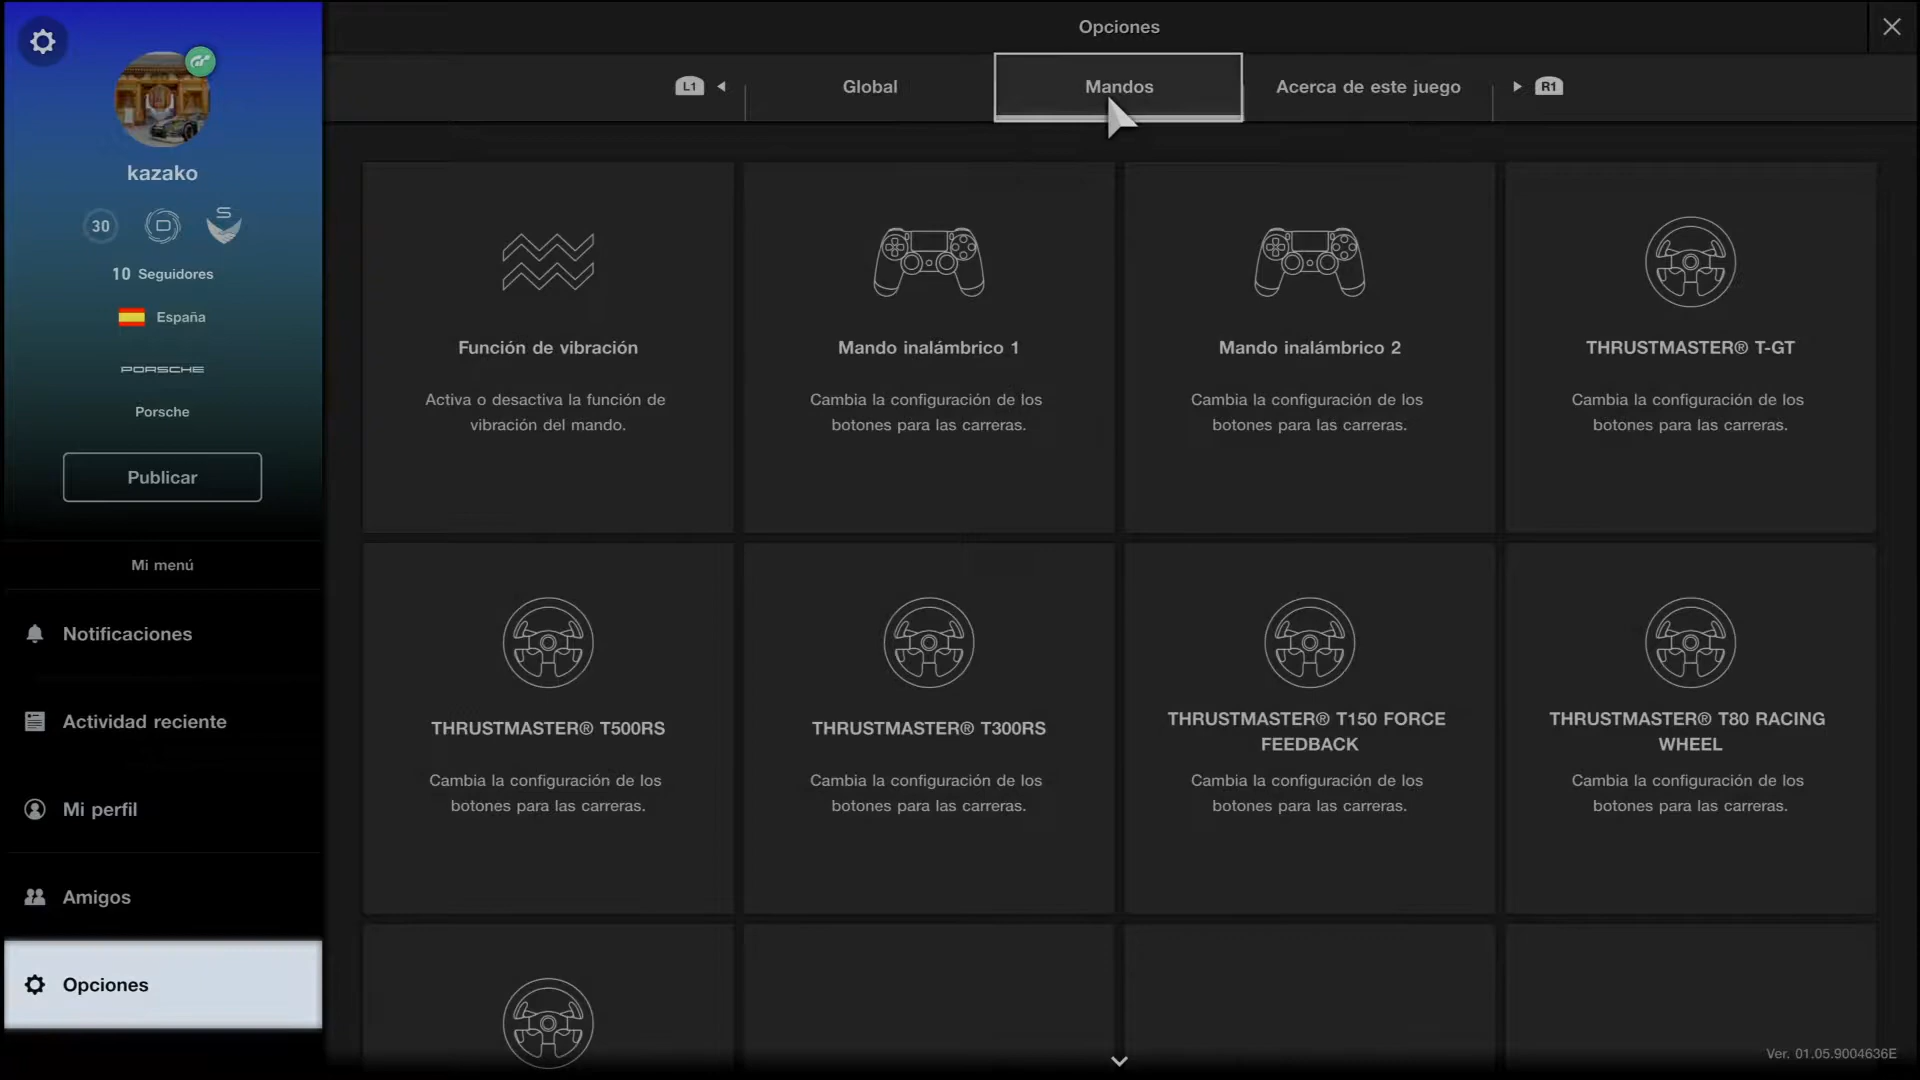 Opciones
L1
Global
Mandos
Acerca de este juego
R1
kazako
30
D
S
10 Seguidores
España
PORSCHE
Porsche
Publicar
Mi menú
Notificaciones
Actividad reciente
Mi perfil
Amigos
Opciones
Función de vibración
Activa o desactiva la función de
vibración del mando.
Mando inalámbrico 1
Cambia la configuración de los
botones para las carreras.
Mando inalámbrico 2
Cambia la configuración de los
botones para las carreras.
THRUSTMASTER® T-GT
Cambia la configuración de los
botones para las carreras.
THRUSTMASTER® T500RS
Cambia la configuración de los
botones para las carreras.
THRUSTMASTER® T300RS
Cambia la configuración de los
botones para las carreras.
THRUSTMASTER® T150 FORCE
FEEDBACK
Cambia la configuración de los
botones para las carreras.
THRUSTMASTER® T80 RACING
WHEEL
Cambia la configuración de los
botones para las carreras.
Ver. 01.05.9004636E